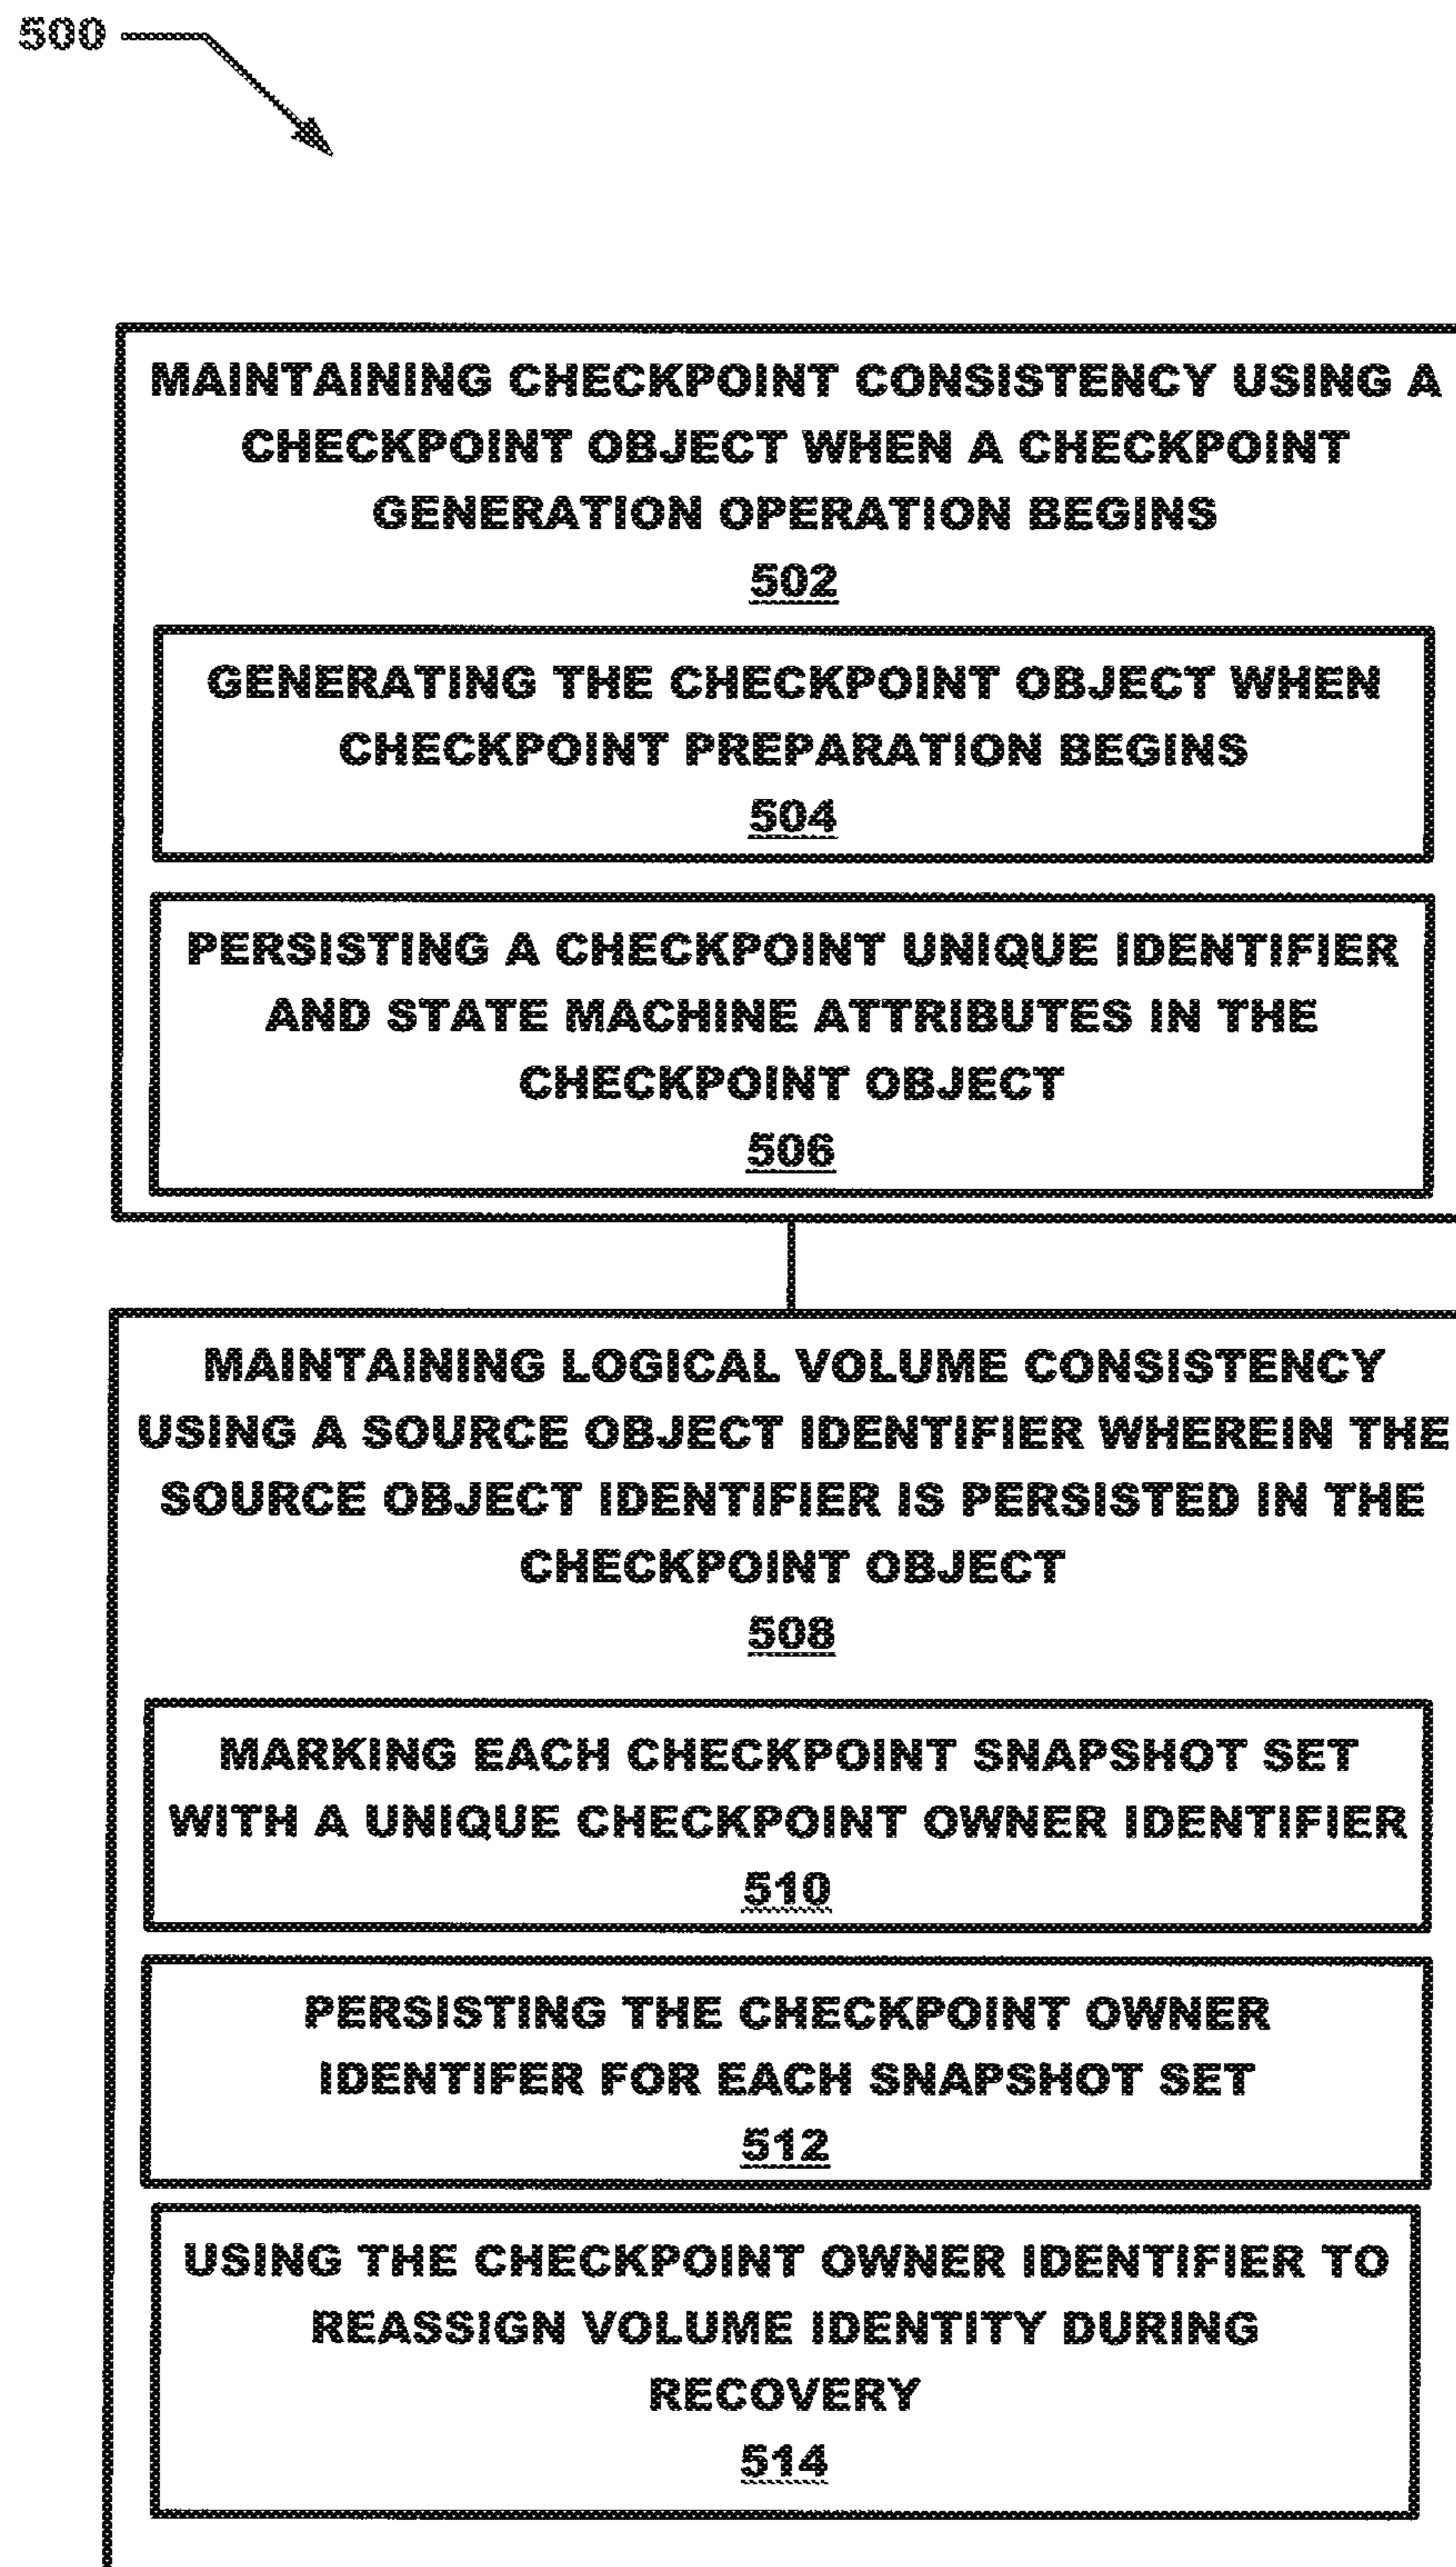 500
MAINTAINING CHECKPOINT CONSISTENCY USING A
CHECKPOINT OBJECT WHEN A CHECKPOINT
GENERATION OPERATION BEGINS
502
GENERATING THE CHECKPOINT OBJECT WHEN
CHECKPOINT PREPARATION BEGINS
504
PERSISTING A CHECKPOINT UNIQUE IDENTIFIER
AND STATE MACHINE ATTRIBUTES IN THE
CHECKPOINT OBJECT
506
MAINTAINING LOGICAL VOLUME CONSISTENCY
USING A SOURCE OBJECT IDENTIFIER WHEREIN THE
SOURCE OBJECT IDENTIFIER IS PERSISTED IN THE
CHECKPOINT OBJECT
508
MARKING EACH CHECKPOINT SNAPSHOT SET
WITH A UNIQUE CHECKPOINT OWNER IDENTIFIER
510
PERSISTING THE CHECKPOINT OWNER
IDENTIFER FOR EACH SNAPSHOT SET
512
USING THE CHECKPOINT OWNER IDENTIFIER TO
REASSIGN VOLUME IDENTITY DURING
RECOVERY
514